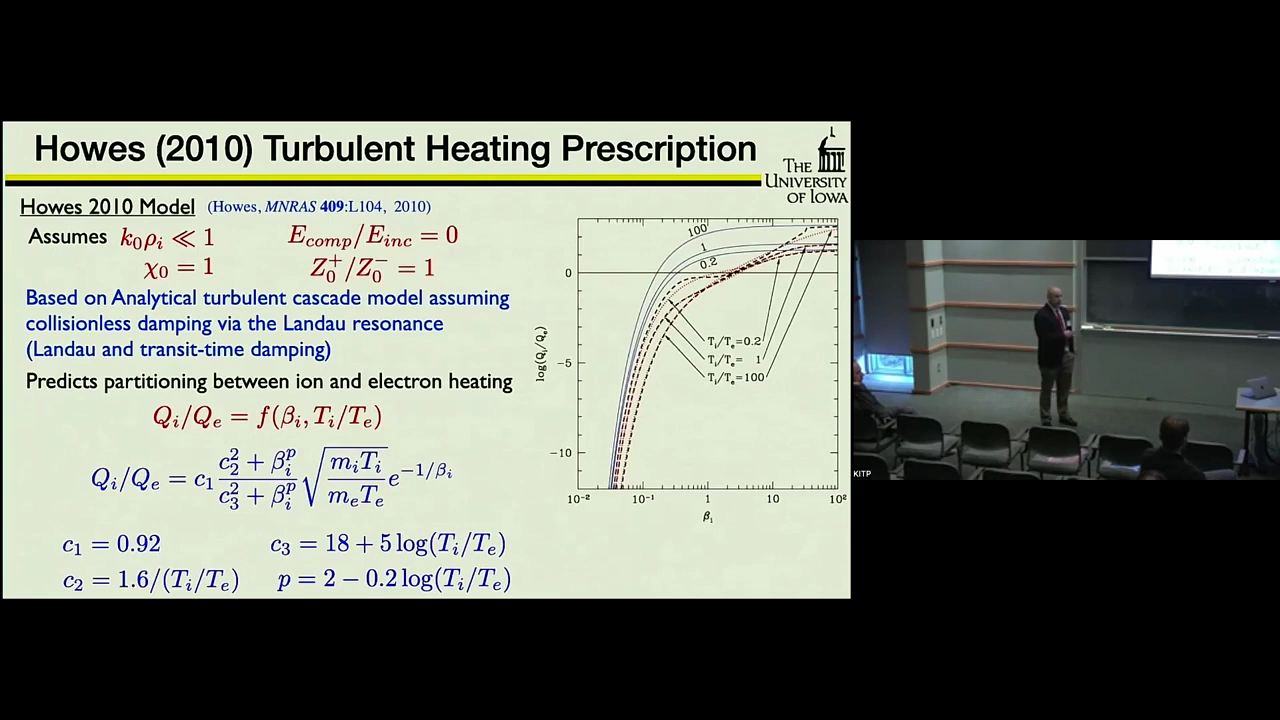 Howes (2010) Turbulent Heating Prescription
THE UNIVERSITY OF IOWA
Howes 2010 Model (Howes, MNRAS 409:L104, 2010)
Assumes k₀ρᵢ ≪ 1 E_comp/E_inc = 0
χ₀ = 1 Z₀⁺/Z₀⁻ = 1
Based on Analytical turbulent cascade model assuming
collisionless damping via the Landau resonance
(Landau and transit-time damping)
Predicts partitioning between ion and electron heating
Qᵢ/Qₑ = f(βᵢ, Tᵢ/Tₑ)
Qᵢ/Qₑ = c₁ (c₂² + βᵢᵖ)/(c₃² + βᵢᵖ) √(mᵢTᵢ/mₑTₑ) e^(−1/βᵢ)
c₁ = 0.92 c₃ = 18 + 5 log(Tᵢ/Tₑ)
c₂ = 1.6/(Tᵢ/Tₑ) p = 2 − 0.2 log(Tᵢ/Tₑ)
100
1
0.2
0
−5
−10
log(Qᵢ/Qₑ)
Tᵢ/Tₑ=0.2
Tᵢ/Tₑ= 1
Tᵢ/Tₑ=100
10⁻² 10⁻¹ 1 10 10²
βᵢ
KITP